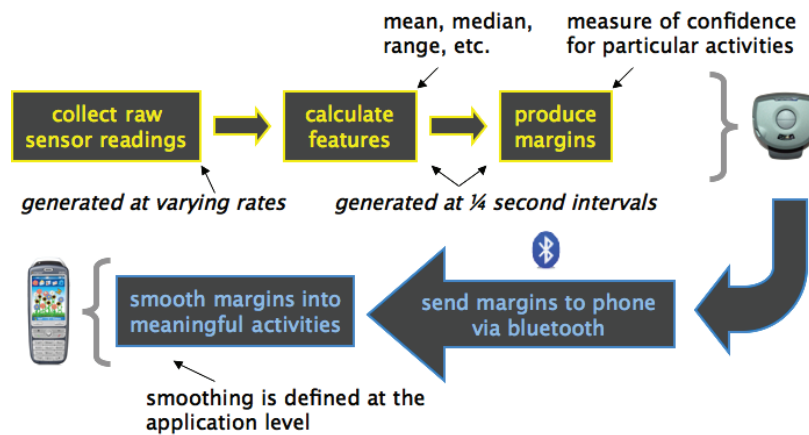 mean, median,
range, etc.
measure of confidence
for particular activities
collect raw
sensor readings
calculate
features
produce
margins
generated at varying rates
generated at ¼ second intervals
smooth margins into
meaningful activities
send margins to phone
via bluetooth
smoothing is defined at the
application level